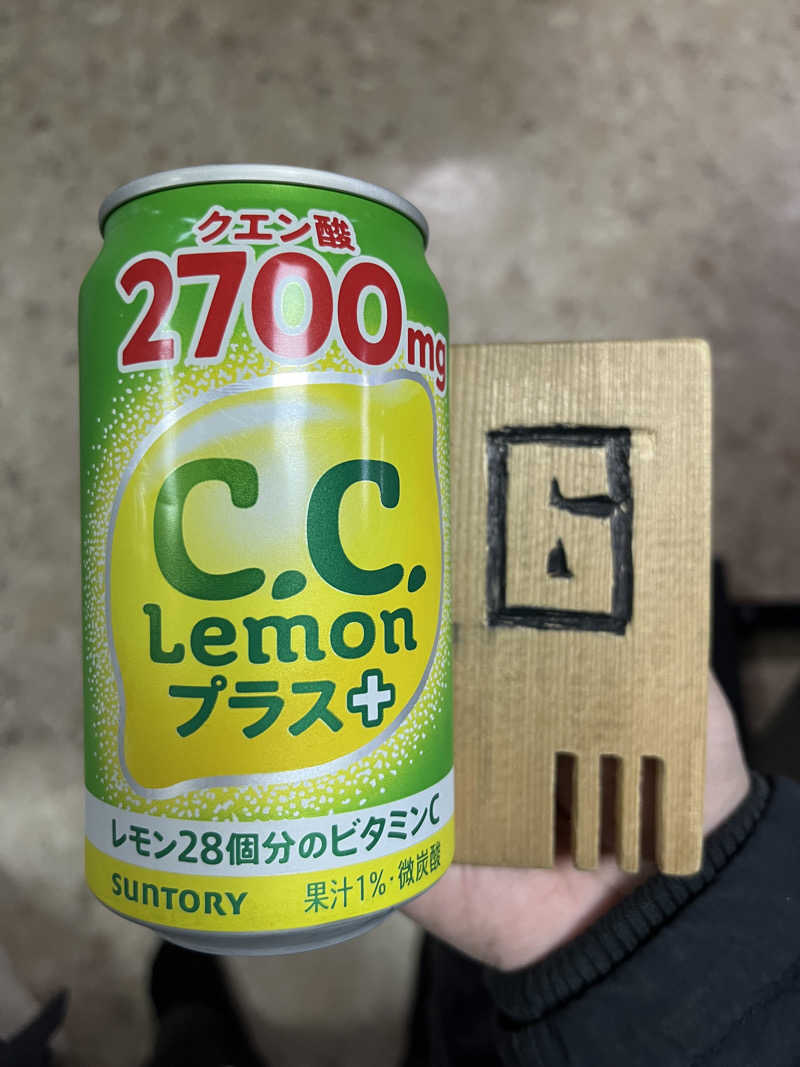 クエン酸
2700mg
C.C.
Lemon
プラス+
レモン28個分のビタミンC
SUNTORY 果汁1%・微炭酸